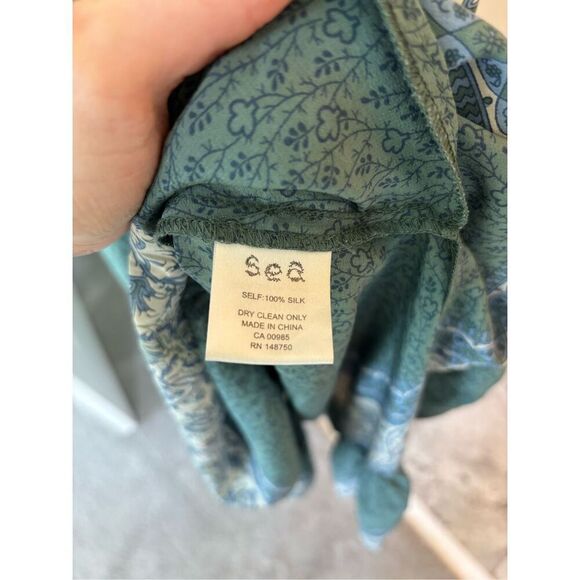 sea
SELF:100% SILK
DRY CLEAN ONLY
MADE IN CHINA
CA 00985
RN 148750